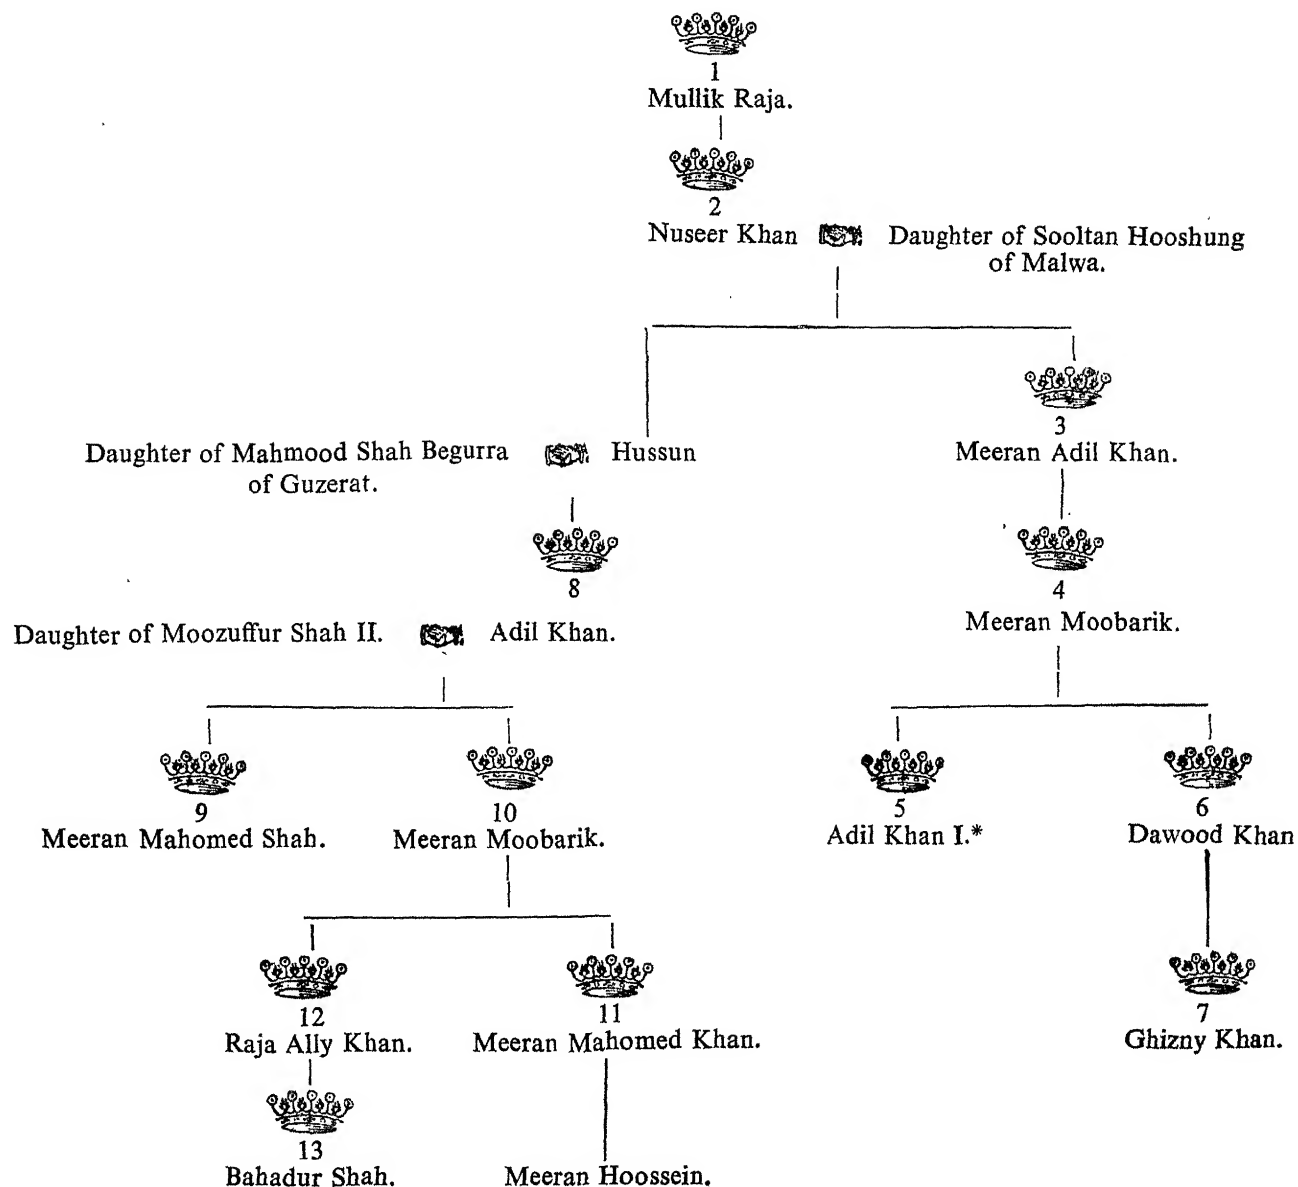 1
Mullik Raja.
2
Nuseer Khan Daughter of Sooltan Hooshung
of Malwa.
3
Daughter of Mahmood Shah Begurra Hussun Meeran Adil Khan.
of Guzerat.
8 4
Daughter of Moozuffur Shah II. Adil Khan. Meeran Moobarik.
9 10 5 6
Meeran Mahomed Shah. Meeran Moobarik. Adil Khan I.* Dawood Khan
12 11 7
Raja Ally Khan. Meeran Mahomed Khan. Ghizny Khan.
13
Bahadur Shah. Meeran Hoossein.